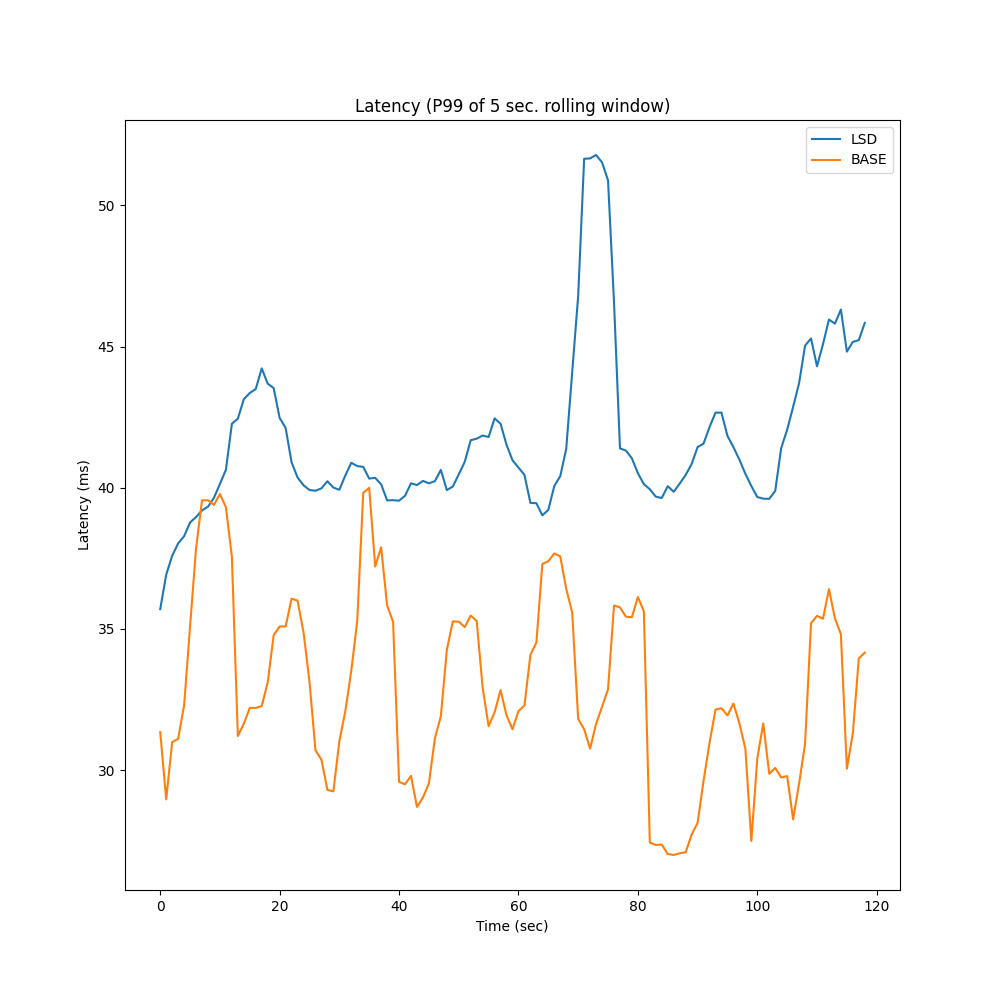 Latency (P99 of 5 sec. rolling window)
LSD
BASE
Latency (ms)
50
45
40
35
30
0 20 40 60 80 100 120
Time (sec)